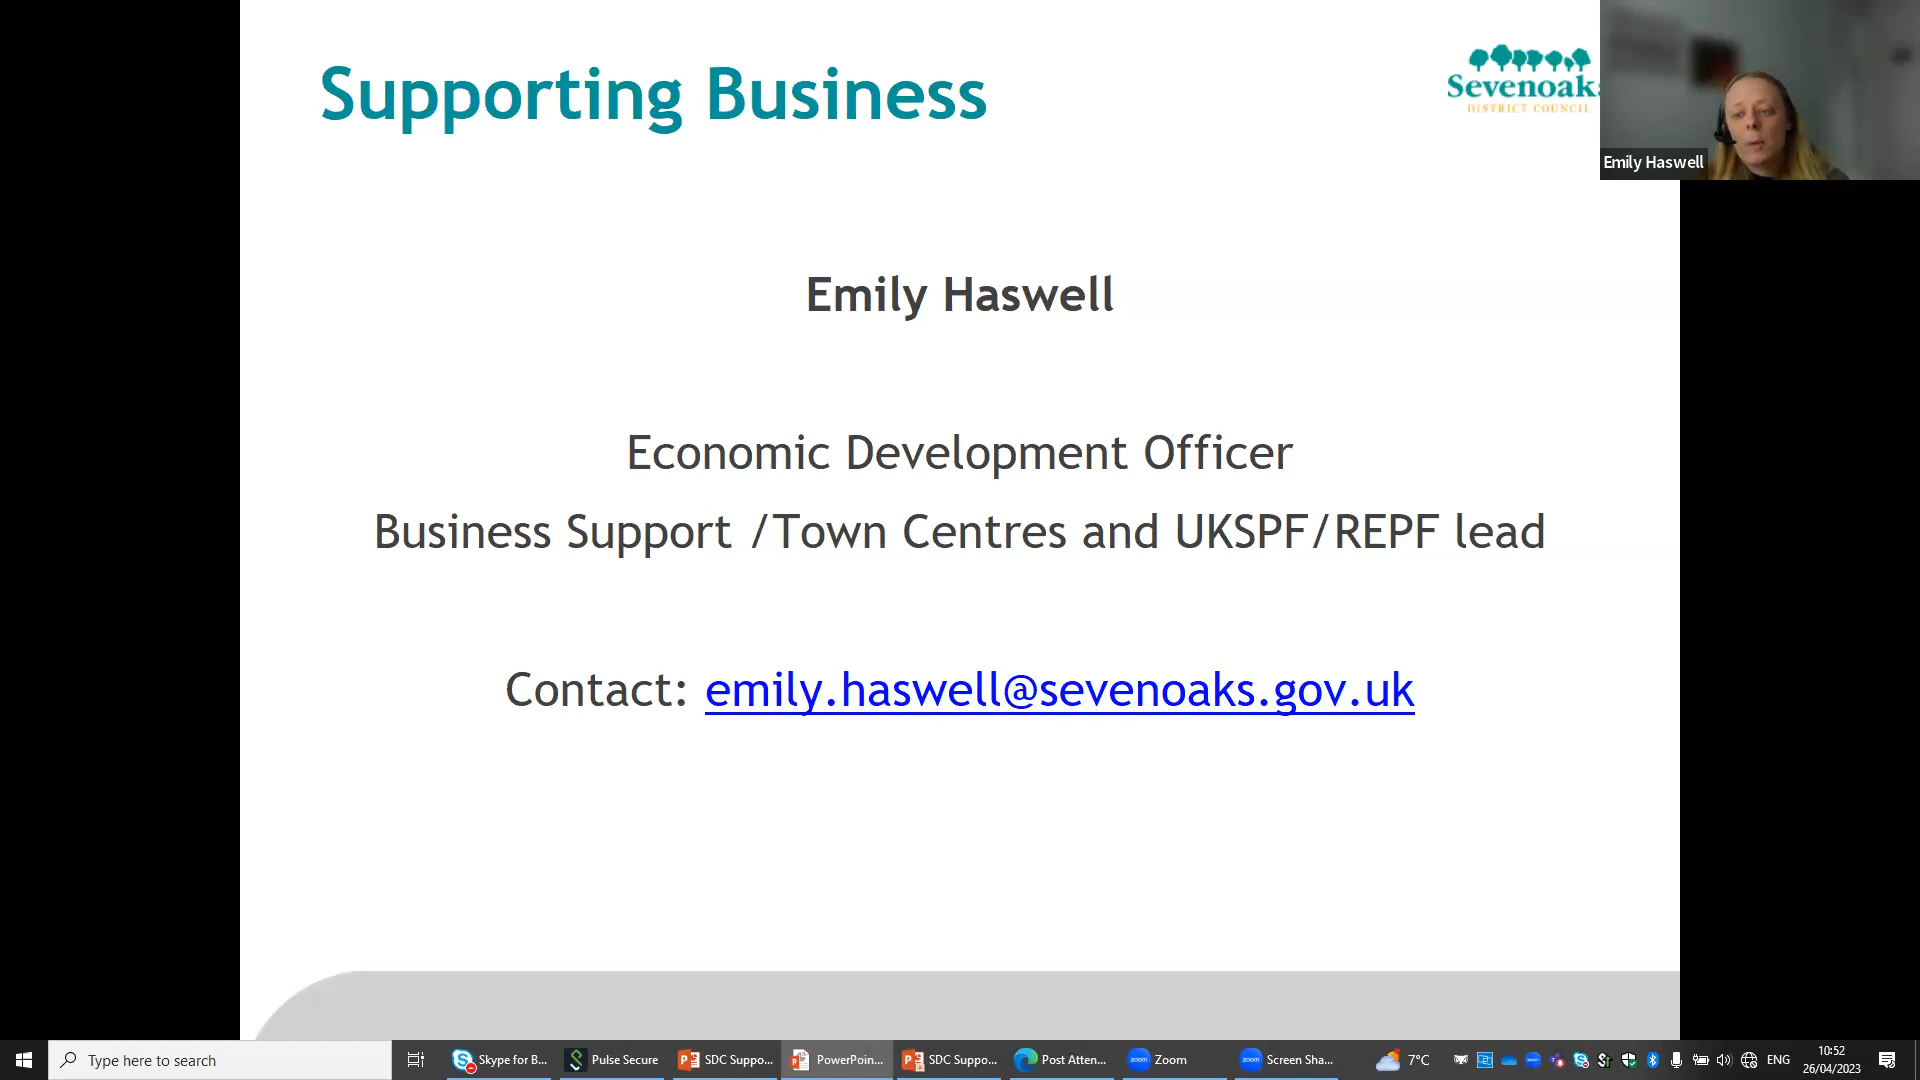 Supporting Business
Sevenoaks
DISTRICT COUNCIL
Emily Haswell
Emily Haswell
Economic Development Officer
Business Support /Town Centres and UKSPF/REPF lead
Contact: emily.haswell@sevenoaks.gov.uk
Type here to search
Skype for B...
Pulse Secure
SDC Suppo...
PowerPoin...
SDC Suppo...
Post Atten...
zoom
Zoom
zoom
Screen Sha...
7°C
ENG
10:52
26/04/2023